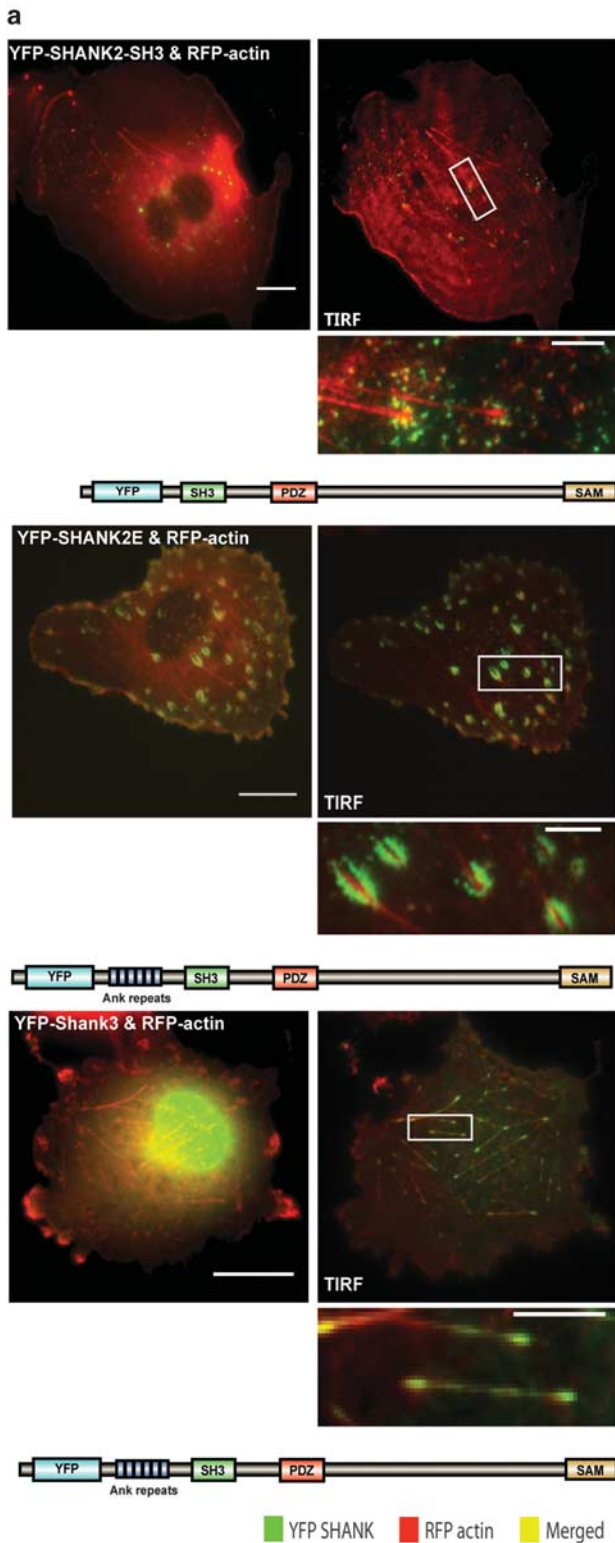 a
YFP-SHANK2-SH3 & RFP-actin
TIRF
YFP SH3 PDZ SAM
YFP-SHANK2E & RFP-actin
TIRF
YFP SH3 PDZ SAM
Ank repeats
YFP-Shank3 & RFP-actin
TIRF
YFP SH3 PDZ SAM
Ank repeats
YFP SHANK RFP actin Merged